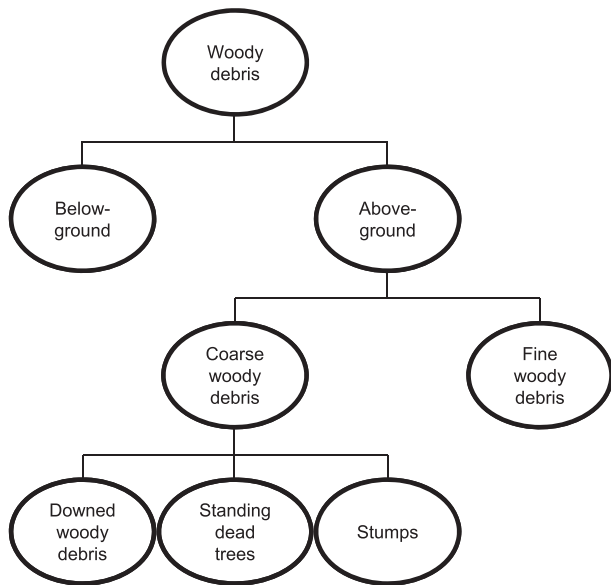 Woody
debris
Below-
ground
Above-
ground
Coarse
woody
debris
Fine
woody
debris
Downed
woody
debris
Standing
dead
trees
Stumps